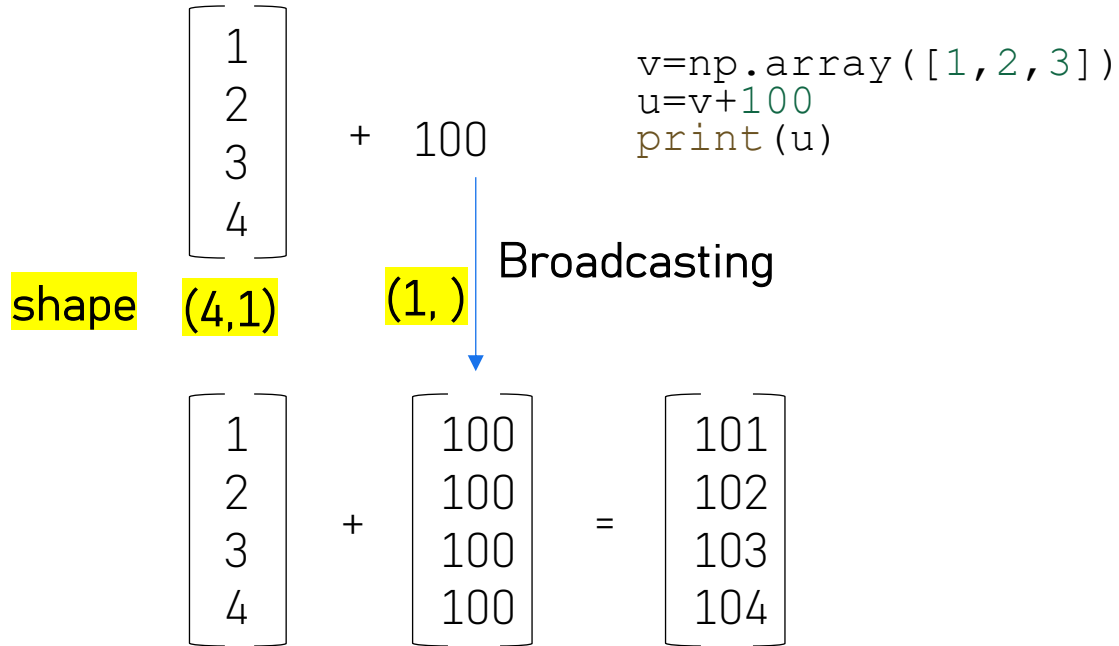 1
2
3
4
+ 100
v=np.array([1,2,3])
u=v+100
print(u)
Broadcasting
shape (4,1) (1, )
1 100 101
2 100 102
+ =
3 100 103
4 100 104